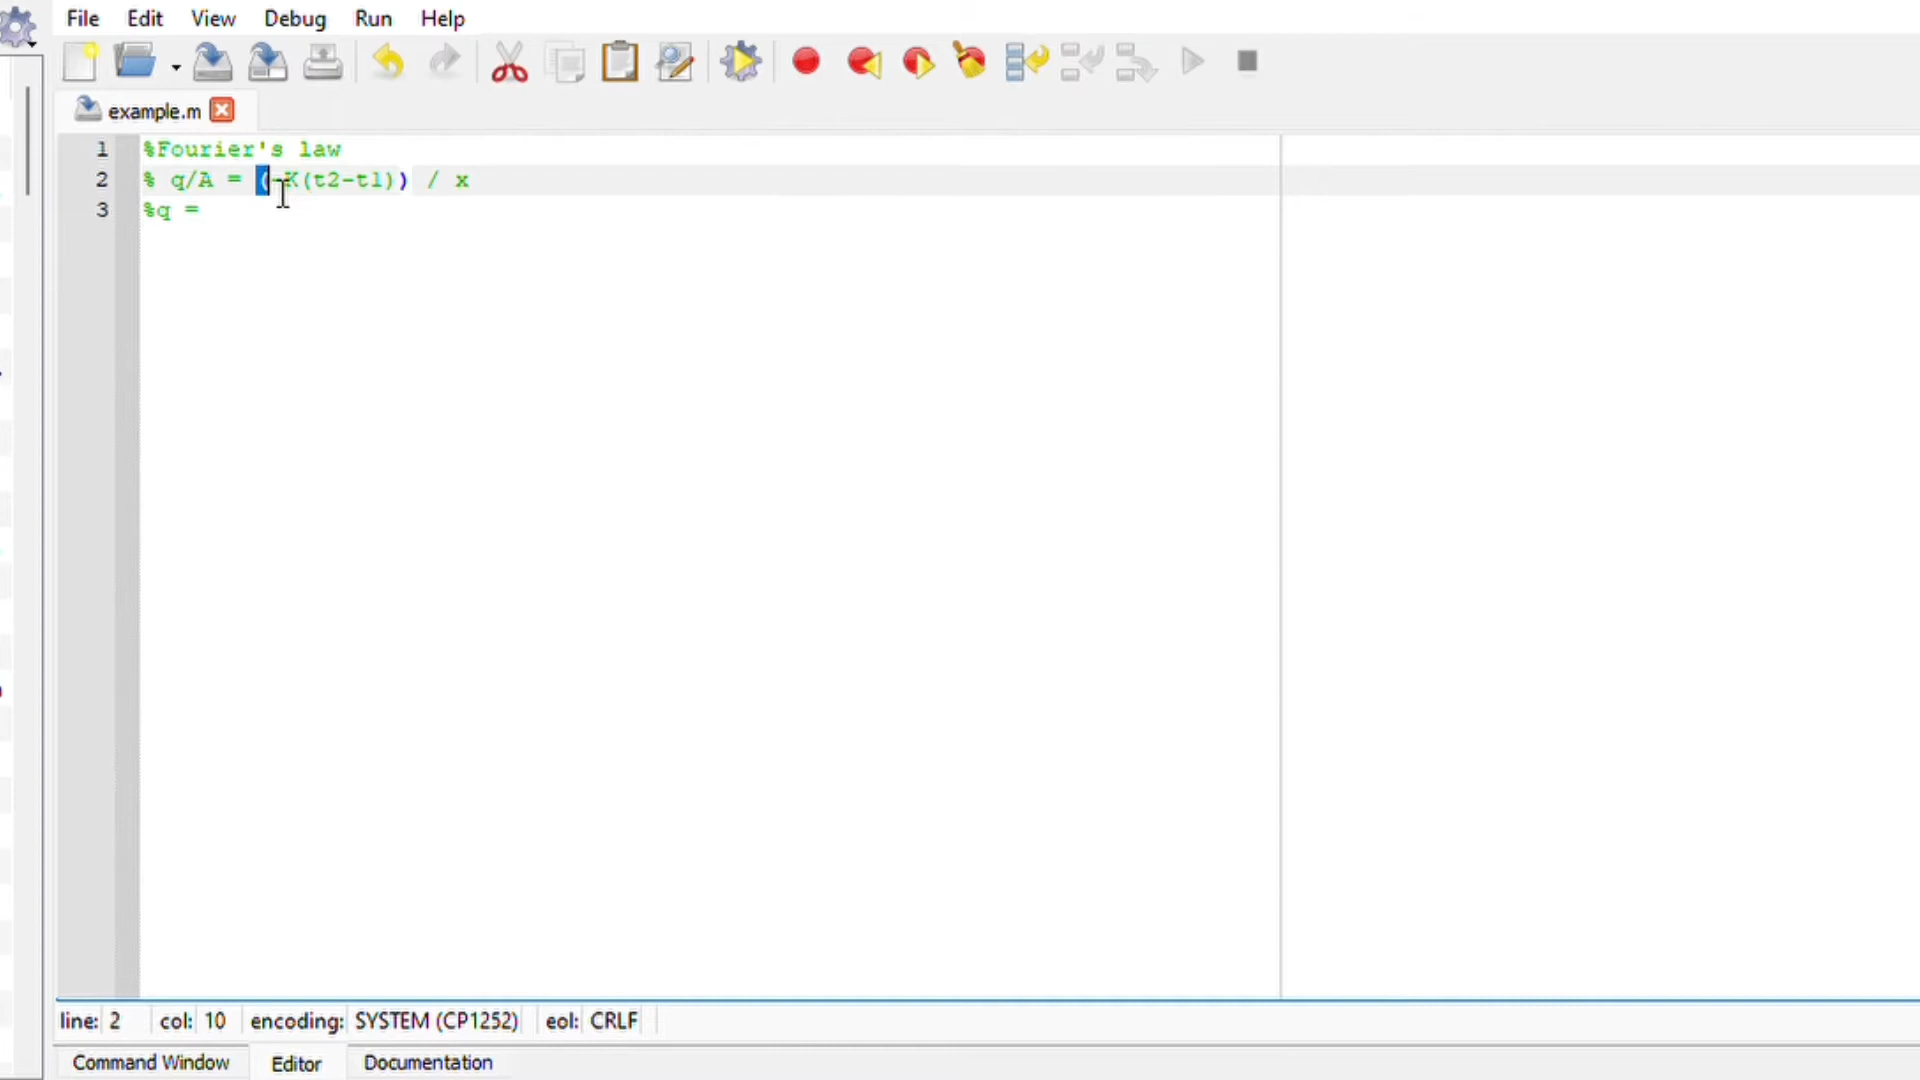 File Edit View Debug Run Help
example.m
1 %Fourier's law
2 % q/A = (-K(t2-t1)) / x
3 %q =
line: 2 col: 10 encoding: SYSTEM (CP1252) eol: CRLF
Command Window Editor Documentation